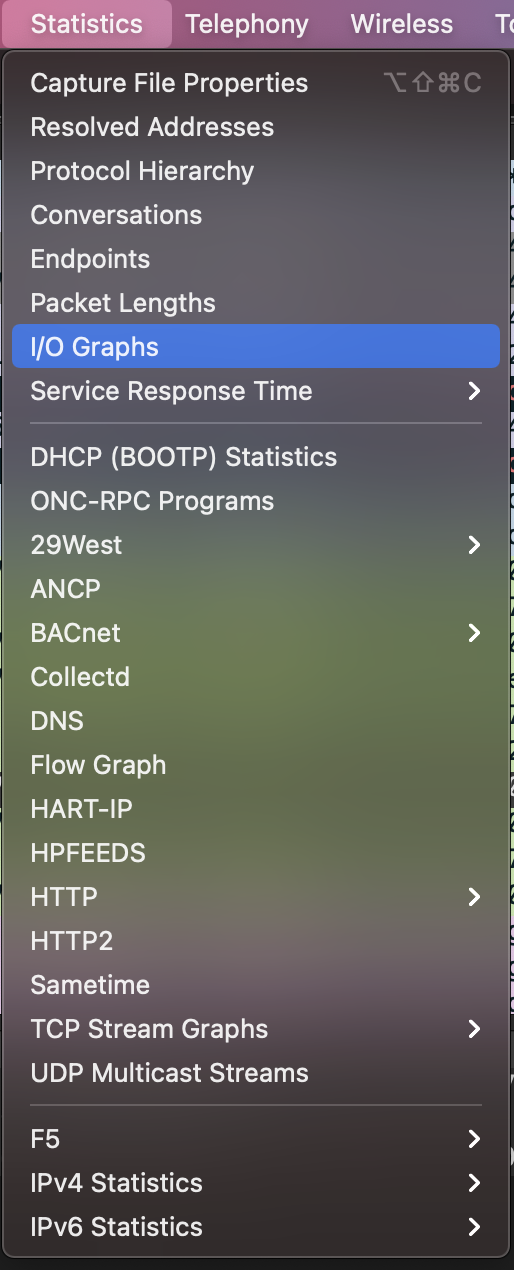 Statistics Telephony Wireless
Capture File Properties ⌥⇧⌘C
Resolved Addresses
Protocol Hierarchy
Conversations
Endpoints
Packet Lengths
I/O Graphs
Service Response Time
DHCP (BOOTP) Statistics
ONC-RPC Programs
29West
ANCP
BACnet
Collectd
DNS
Flow Graph
HART-IP
HPFEEDS
HTTP
HTTP2
Sametime
TCP Stream Graphs
UDP Multicast Streams
F5
IPv4 Statistics
IPv6 Statistics